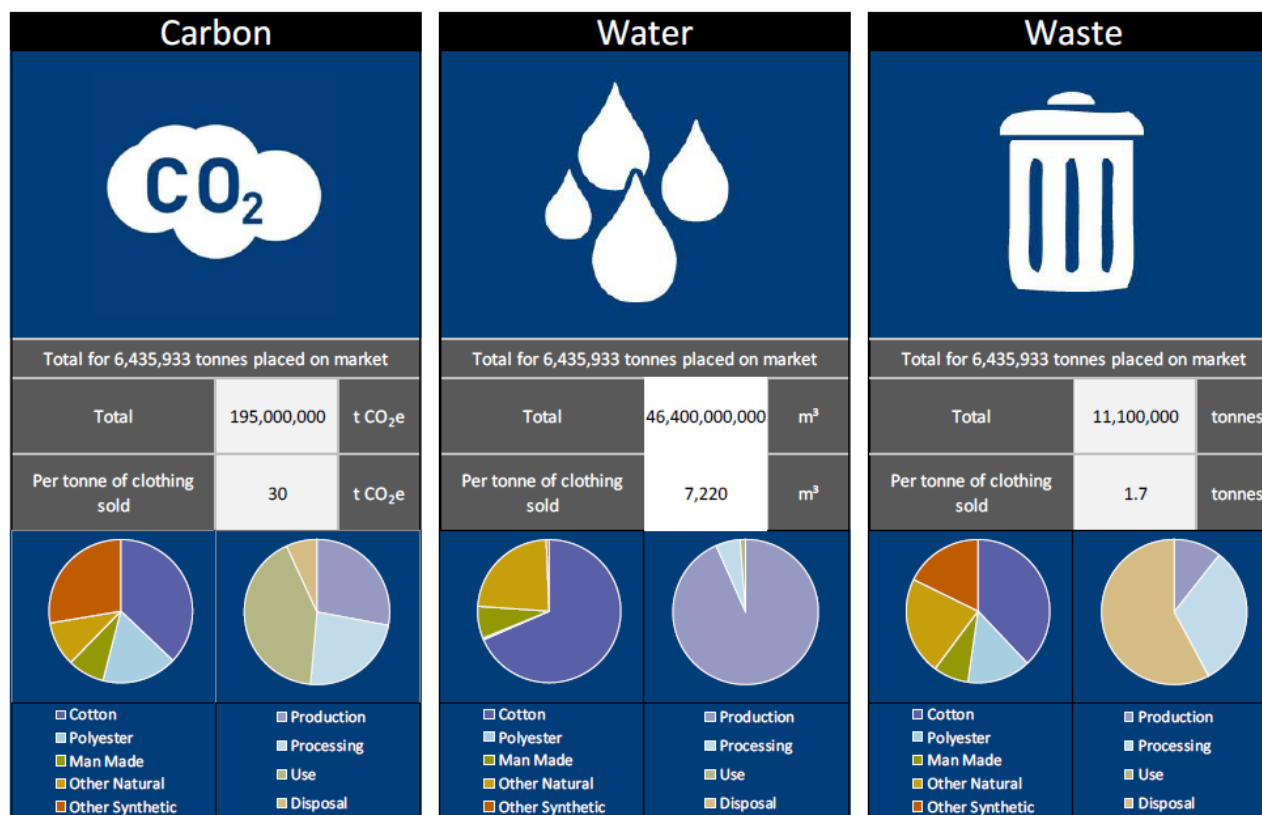 Carbon
CO₂
Total for 6,435,933 tonnes placed on market
Total 195,000,000 t CO₂e
Per tonne of clothing
sold 30 t CO₂e
Cotton
Polyester
Man Made
Other Natural
Other Synthetic
Production
Processing
Use
Disposal
Water
Total for 6,435,933 tonnes placed on market
Total 46,400,000,000 m³
Per tonne of clothing
sold 7,220 m³
Cotton
Polyester
Man Made
Other Natural
Other Synthetic
Production
Processing
Use
Disposal
Waste
Total for 6,435,933 tonnes placed on market
Total 11,100,000 tonnes
Per tonne of clothing
sold 1.7 tonnes
Cotton
Polyester
Man Made
Other Natural
Other Synthetic
Production
Processing
Use
Disposal